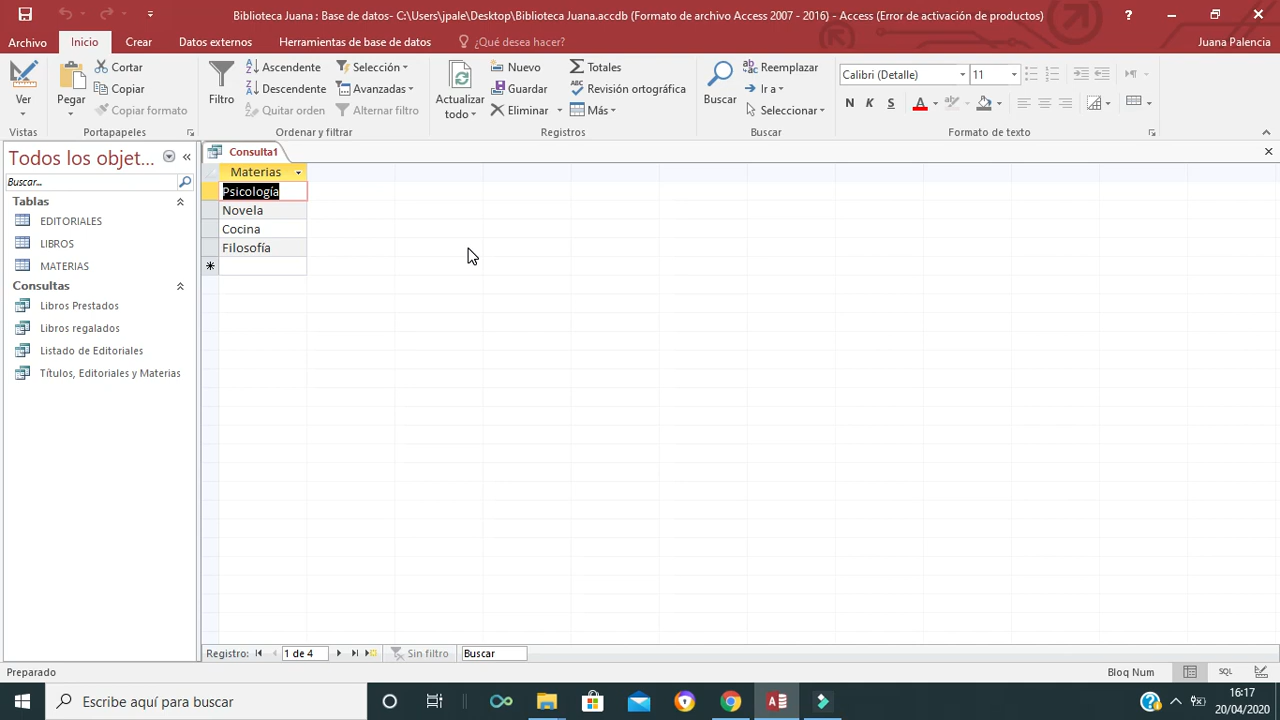 Biblioteca Juana : Base de datos- C:\Users\jpale\Desktop\Biblioteca Juana.accdb (Formato de archivo Access 2007 - 2016) - Access (Error de activación de productos)
?
Archivo Inicio Crear Datos externos Herramientas de base de datos ¿Qué desea hacer? Juana Palencia
Ver
Vistas
Pegar
Cortar
Copiar
Copiar formato
Portapapeles
Filtro
Ascendente
Descendente
Quitar orden
Selección
Avanzadas
Alternar filtro
Ordenar y filtrar
Actualizar
todo
Nuevo
Guardar
Eliminar
Totales
Revisión ortográfica
Más
Registros
Buscar
Reemplazar
Ir a
Seleccionar
Buscar
Calibri (Detalle) 11
N K S A
Formato de texto
Todos los objet...
Buscar...
Tablas
EDITORIALES
LIBROS
MATERIAS
Consultas
Libros Prestados
Libros regalados
Listado de Editoriales
Títulos, Editoriales y Materias
Consulta1
Materias
Psicología
Novela
Cocina
Filosofía
Registro: 1 de 4 Sin filtro Buscar
Preparado Bloq Num SQL
Escribe aquí para buscar
16:17
20/04/2020